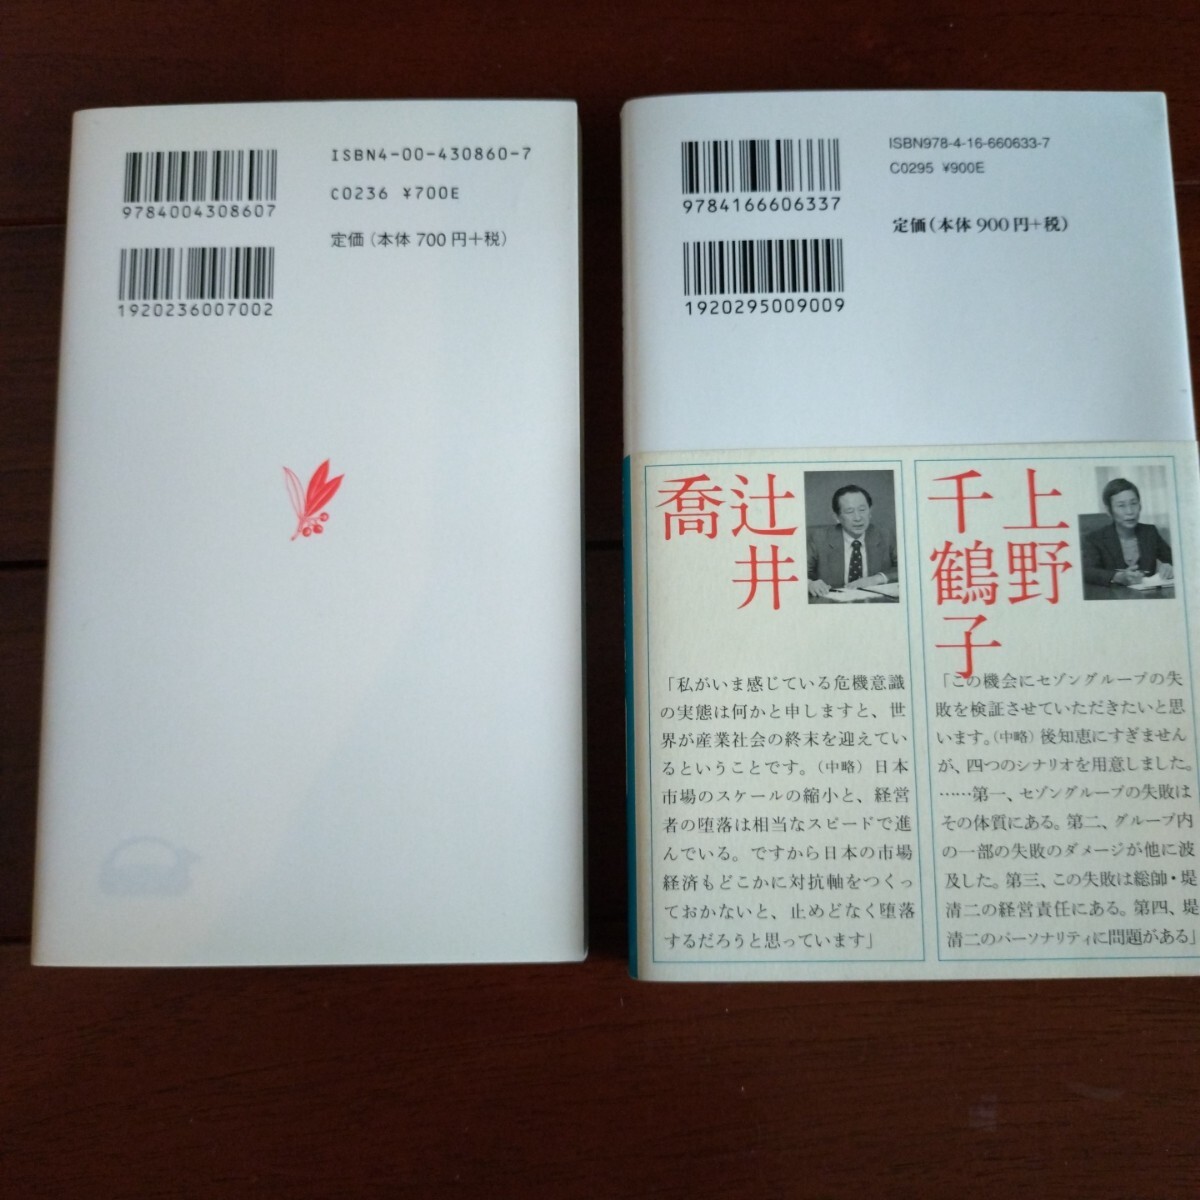 ISBN4-00-430860-7
C0236 ¥700E
定価(本体 700円+税)
9784004308607
1920236007002
ISBN978-4-16-660633-7
C0295 ¥900E
定価(本体 900円+税)
9784166606337
1920295009009
上野
千鶴子
辻井
喬
「この機会にセゾングループの失
敗を検証させていただきたいと思
います。(中略)後知恵にすぎません
が、四つのシナリオを用意しました。
……第一、セゾングループの失敗は
その体質にある。第二、グループ内
の一部の失敗のダメージが他に波
及した。第三、この失敗は総帥・堤
清二の経営責任にある。第四、堤
清二のパーソナリティに問題がある」
「私がいま感じている危機意識
の実態は何かと申しますと、世
界が産業社会の終末を迎えてい
るということです。(中略)日本
市場のスケールの縮小と、経営
者の堕落は相当なスピードで進
んでいる。ですから日本の市場
経済もどこかに対抗軸をつくっ
ておかないと、止めどなく堕落
するだろうと思っています」